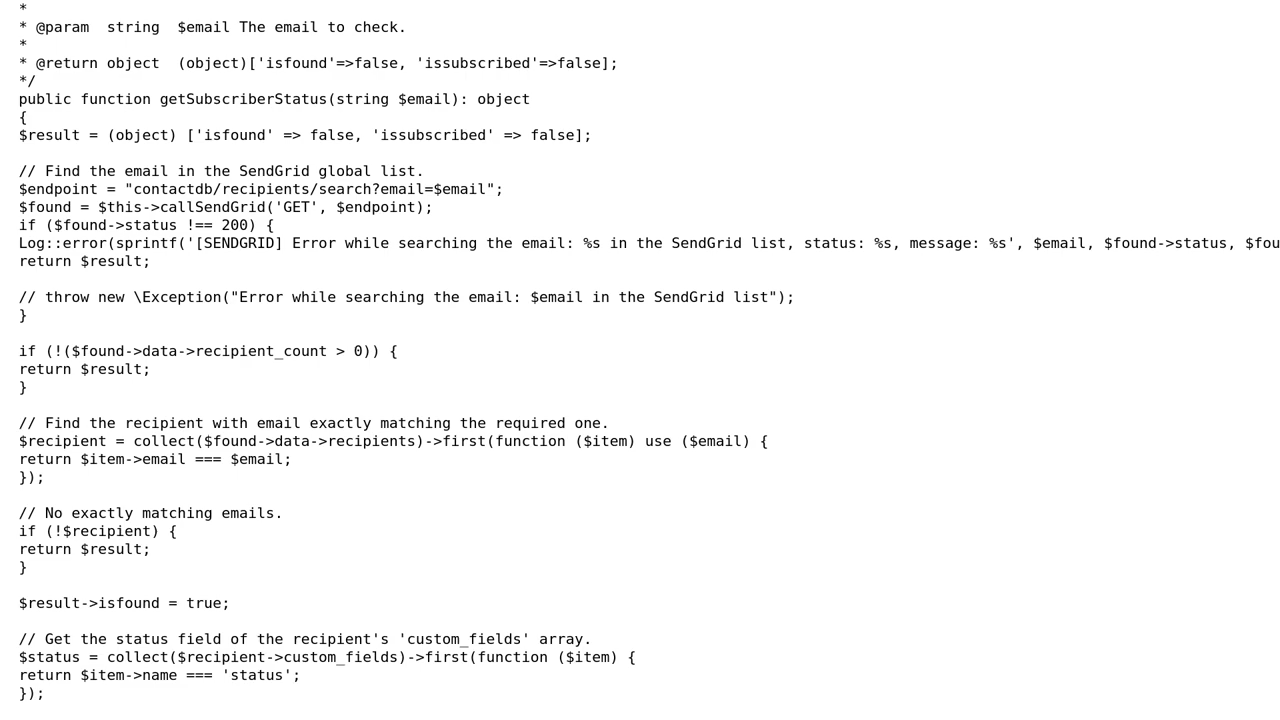 *
* @param  string  $email The email to check.
*
* @return object  (object)['isfound'=>false, 'issubscribed'=>false];
*/
public function getSubscriberStatus(string $email): object
{
$result = (object) ['isfound' => false, 'issubscribed' => false];
// Find the email in the SendGrid global list.
$endpoint = "contactdb/recipients/search?email=$email";
$found = $this->callSendGrid('GET', $endpoint);
if ($found->status !== 200) {
Log::error(sprintf('[SENDGRID] Error while searching the email: %s in the SendGrid list, status: %s, message: %s', $email, $found->status, $fou
return $result;
// throw new \Exception("Error while searching the email: $email in the SendGrid list");
}
if (!($found->data->recipient_count > 0)) {
return $result;
}
// Find the recipient with email exactly matching the required one.
$recipient = collect($found->data->recipients)->first(function ($item) use ($email) {
return $item->email === $email;
});
// No exactly matching emails.
if (!$recipient) {
return $result;
}
$result->isfound = true;
// Get the status field of the recipient's 'custom_fields' array.
$status = collect($recipient->custom_fields)->first(function ($item) {
return $item->name === 'status';
});